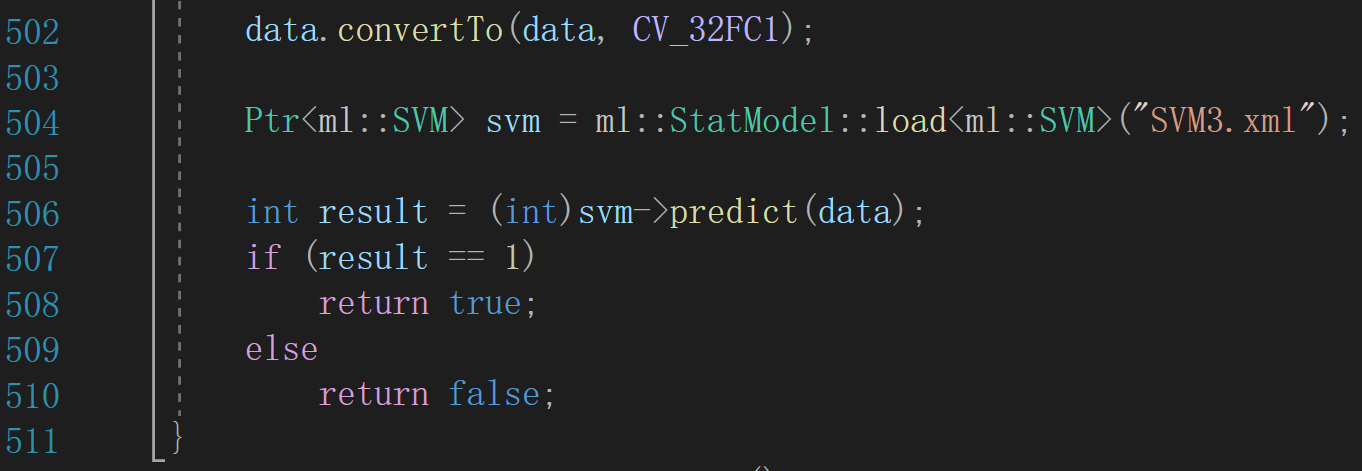 502 data.convertTo(data, CV_32FC1);
503
504 Ptr<ml::SVM> svm = ml::StatModel::load<ml::SVM>("SVM3.xml");
505
506 int result = (int)svm->predict(data);
507 if (result == 1)
508 return true;
509 else
510 return false;
511 }